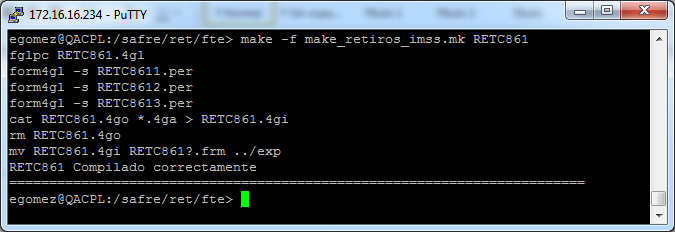 172.16.16.234 - PuTTY
egomez@QACPL:/safre/ret/fte> make -f make_retiros_imss.mk RETC861
fglpc RETC861.4gl
form4gl -s RETC8611.per
form4gl -s RETC8612.per
form4gl -s RETC8613.per
cat RETC861.4go *.4ga > RETC861.4gi
rm RETC861.4go
mv RETC861.4gi RETC861?.frm ../exp
RETC861 Compilado correctamente
========================================================================
egomez@QACPL:/safre/ret/fte>